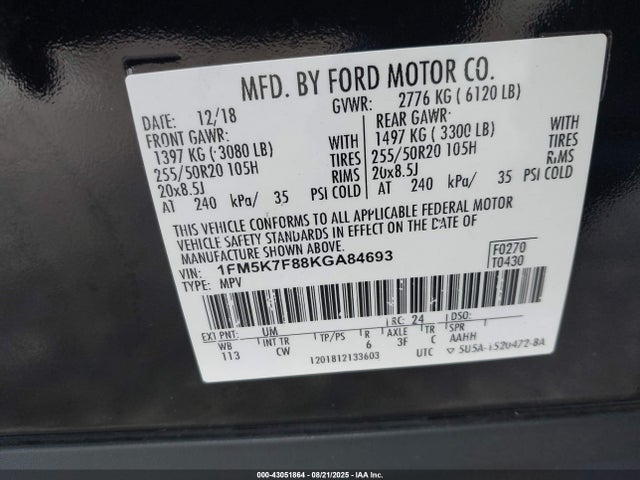 MFD. BY FORD MOTOR CO.
DATE: 12/18 GVWR: 2776 KG ( 6120 LB)
FRONT GAWR: REAR GAWR:
1397 KG ( 3080 LB) WITH 1497 KG ( 3300 LB) WITH
255/50R20 105H TIRES 255/50R20 105H TIRES
20x8.5J RIMS 20x8.5J RIMS
AT 240 kPa/ 35 PSI COLD AT 240 kPa/ 35 PSI COLD
THIS VEHICLE CONFORMS TO ALL APPLICABLE FEDERAL MOTOR
VEHICLE SAFETY STANDARDS IN EFFECT ON THE DATE OF
MANUFACTURE SHOWN ABOVE.
VIN: 1FM5K7F88KGA84693 F0270
TYPE: MPV T0430
EXT PNT: UM RC: 24 DSO:
WB INT TR TP/PS R AXLE TR SPR
113 CW 6 3F C AAHH
1201812133603 UTC 5U5A-1520472-BA
000-43051864 - 08/21/2025 - IAA Inc.